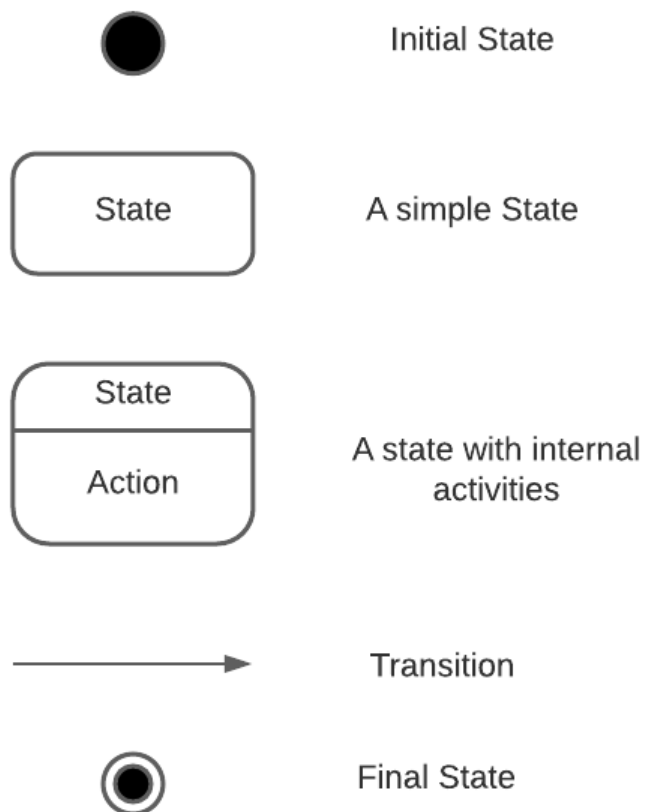 Initial State
State
A simple State
State
Action
A state with internal
activities
Transition
Final State